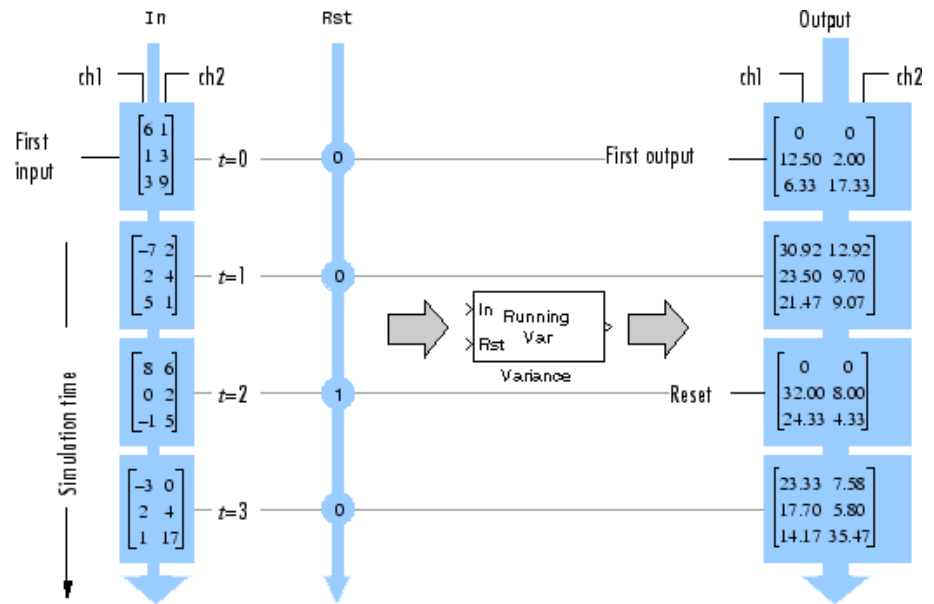 In Rst Output
ch1 ch2 ch1 ch2
First input
6 1
1 3
3 9
t=0
0
First output
0 0
12.50 2.00
6.33 17.33
−7 2
2 4
5 1
t=1
0
30.92 12.92
23.50 9.70
21.47 9.07
In
Rst
Running
Var
Variance
Simulation time
8 6
0 2
−1 5
t=2
1
Reset
0 0
32.00 8.00
24.33 4.33
−3 0
2 4
1 17
t=3
0
23.33 7.58
17.70 5.80
14.17 35.47